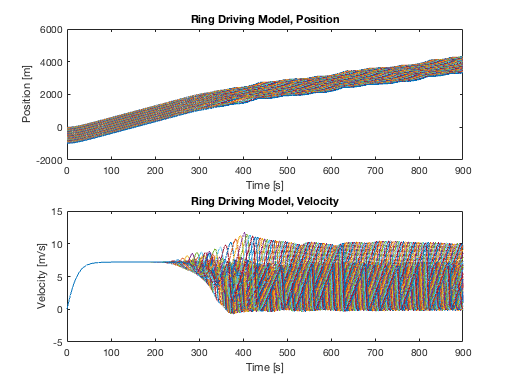 Ring Driving Model, Position
6000
4000
2000
0
-2000
Position [m]
0 100 200 300 400 500 600 700 800 900
Time [s]
Ring Driving Model, Velocity
15
10
5
0
-5
Velocity [m/s]
0 100 200 300 400 500 600 700 800 900
Time [s]